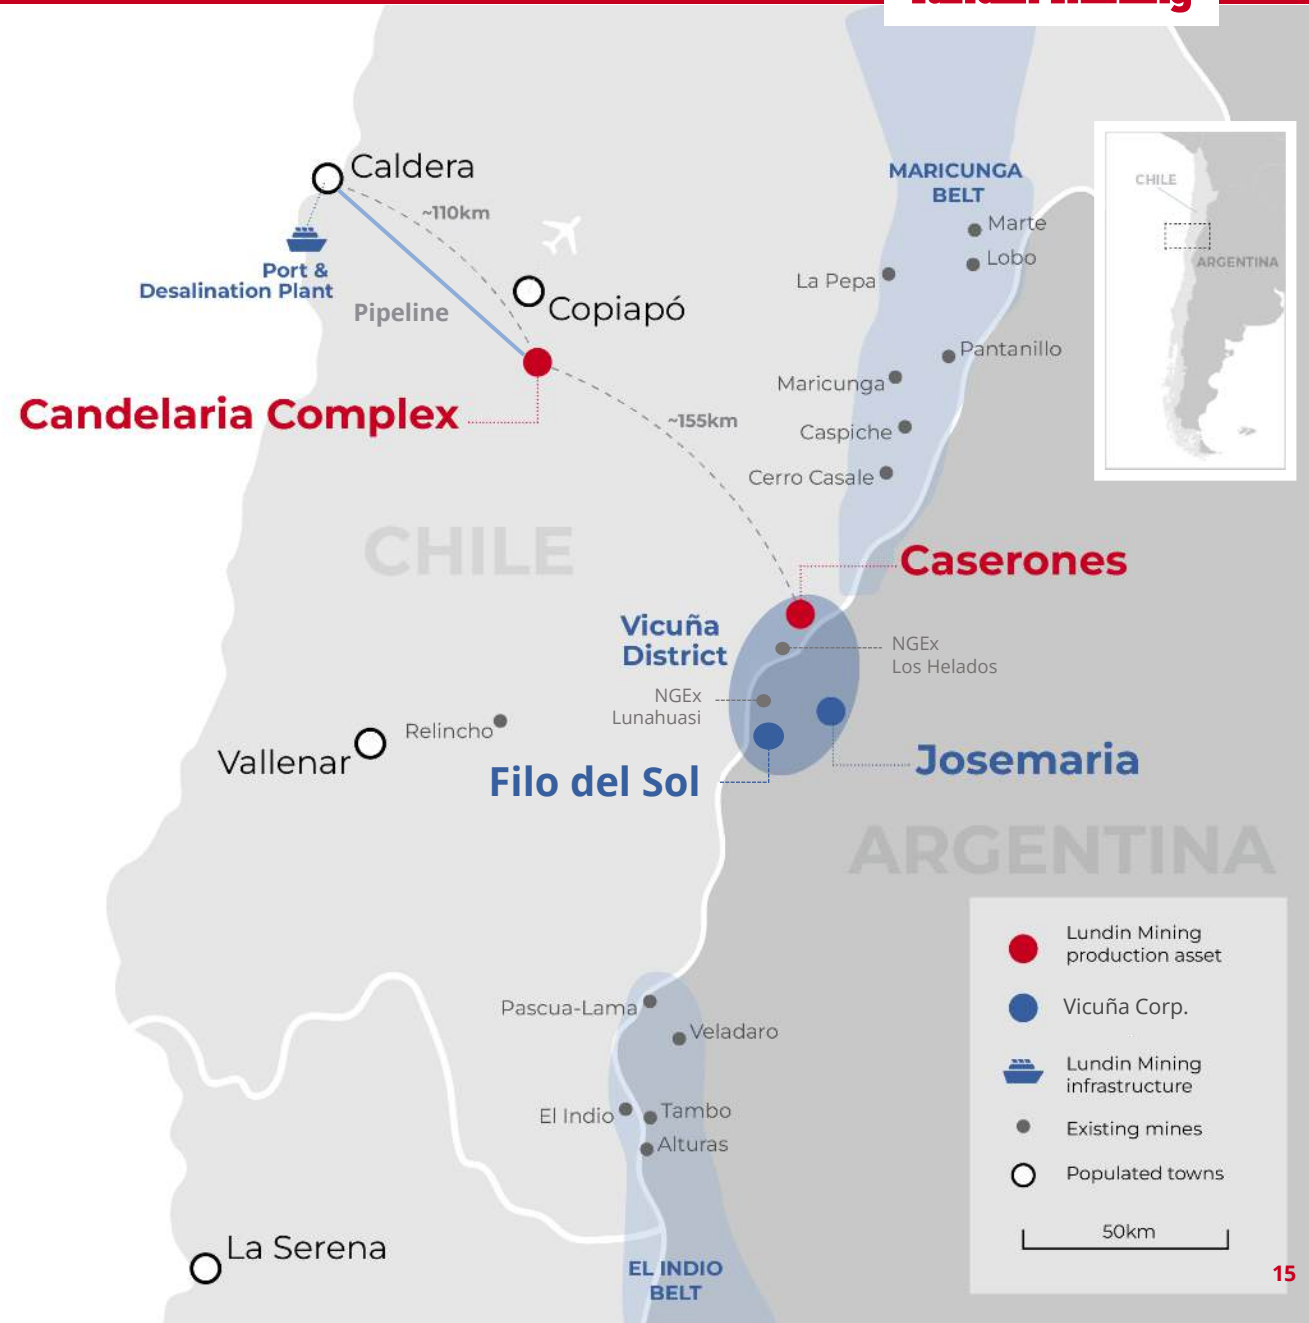 Caldera
~110km
Port &
Desalination Plant
Pipeline
Copiapó
Candelaria Complex
~155km
MARICUNGA
BELT
Marte
Lobo
La Pepa
Pantanillo
Maricunga
Caspiche
Cerro Casale
CHILE
ARGENTINA
CHILE
Caserones
Vicuña
District
NGEx
Los Helados
NGEx
Lunahuasi
Relincho
Vallenar
Filo del Sol
Josemaria
ARGENTINA
Pascua-Lama
Veladaro
El Indio
Tambo
Alturas
La Serena
EL INDIO
BELT
Lundin Mining
production asset
Vicuña Corp.
Lundin Mining
infrastructure
Existing mines
Populated towns
50km
15